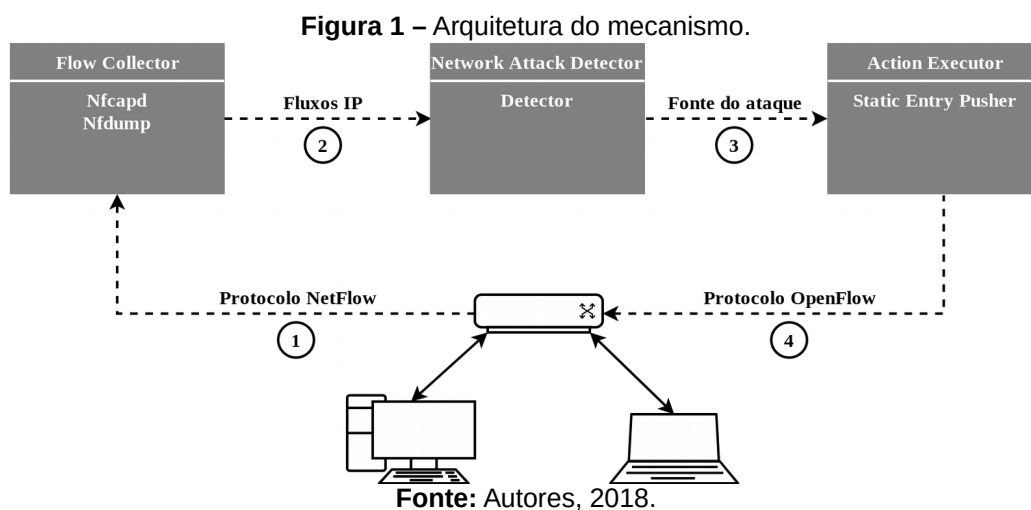 Figura 1 – Arquitetura do mecanismo.
Flow Collector
Nfcapd
Nfdump
Fluxos IP
2
Network Attack Detector
Detector
Fonte do ataque
3
Action Executor
Static Entry Pusher
Protocolo NetFlow
1
Protocolo OpenFlow
4
Fonte: Autores, 2018.